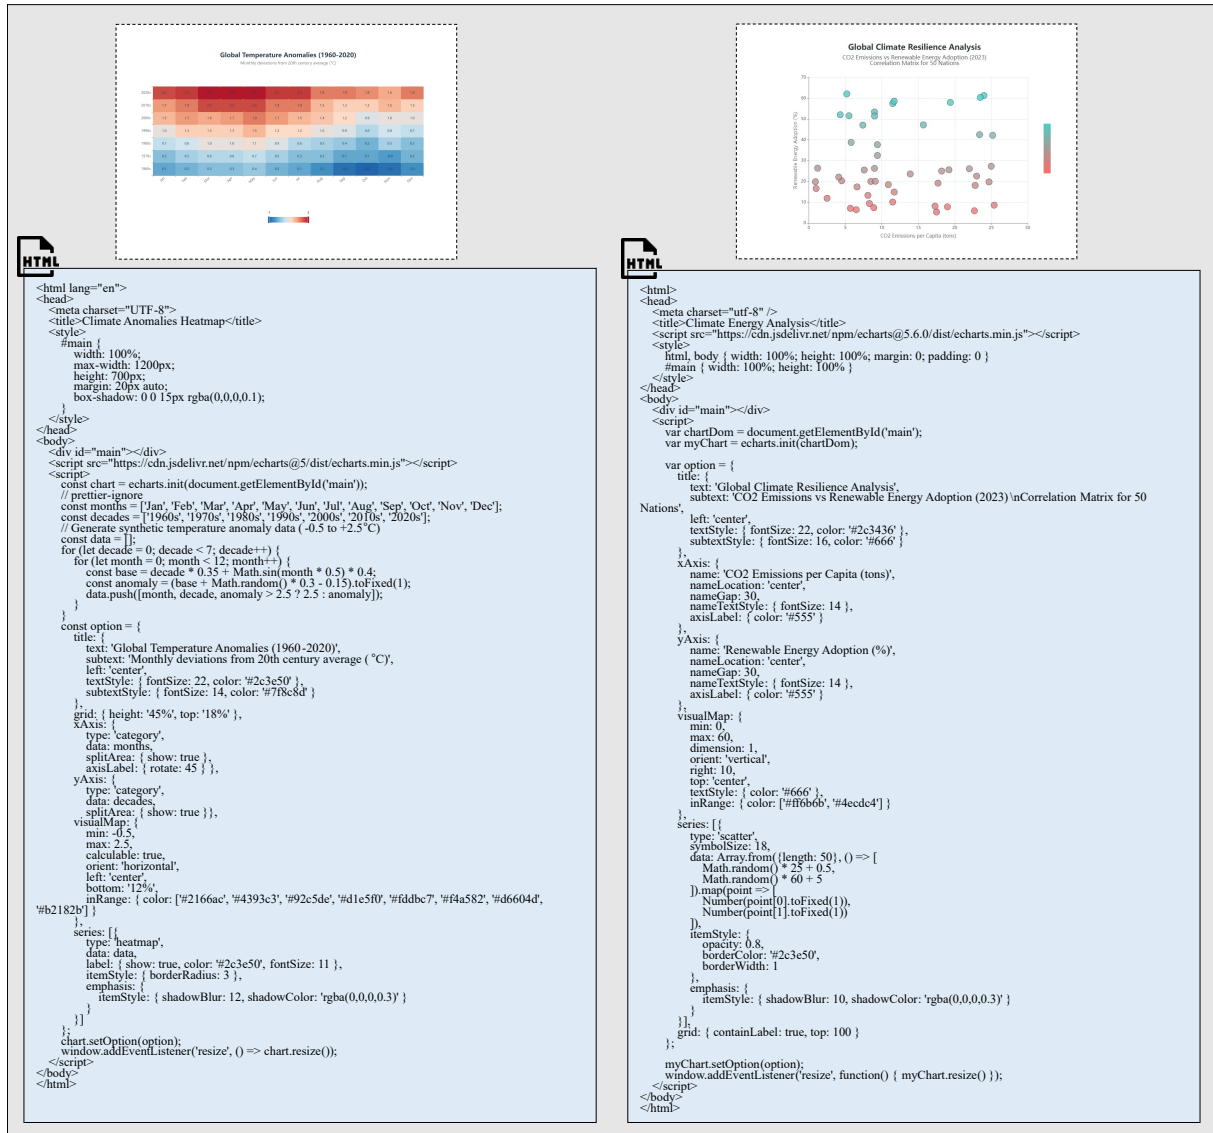 Global Temperature Anomalies (1960-2020)
Monthly deviations from 20th century average (°C)
HTML
<html lang="en">
<head>
<meta charset="UTF-8">
<title>Climate Anomalies Heatmap</title>
<style>
#main {
width: 100%;
max-width: 1200px;
height: 700px;
margin: 20px auto;
box-shadow: 0 0 15px rgba(0,0,0,0.1);
}
</style>
</head>
<body>
<div id="main"></div>
<script src="https://cdn.jsdelivr.net/npm/echarts@5/dist/echarts.min.js"></script>
<script>
const chart = echarts.init(document.getElementById('main'));
// prettier-ignore
const months = ['Jan', 'Feb', 'Mar', 'Apr', 'May', 'Jun', 'Jul', 'Aug', 'Sep', 'Oct', 'Nov', 'Dec'];
const decades = ['1960s', '1970s', '1980s', '1990s', '2000s', '2010s', '2020s'];
// Generate synthetic temperature anomaly data ( -0.5 to +2.5°C)
const data = [];
for (let decade = 0; decade < 7; decade++) {
for (let month = 0; month < 12; month++) {
const base = decade * 0.35 + Math.sin(month * 0.5) * 0.4;
const anomaly = (base + Math.random() * 0.3 - 0.15).toFixed(1);
data.push([month, decade, anomaly > 2.5 ? 2.5 : anomaly]);
}
}
const option = {
title: {
text: 'Global Temperature Anomalies (1960-2020)',
subtext: 'Monthly deviations from 20th century average ( °C)',
left: 'center',
textStyle: { fontSize: 22, color: '#2c3e50' },
subtextStyle: { fontSize: 14, color: '#7f8c8d' }
},
grid: { height: '45%', top: '18%' },
xAxis: {
type: 'category',
data: months,
splitArea: { show: true },
axisLabel: { rotate: 45 } },
yAxis: {
type: 'category',
data: decades,
splitArea: { show: true }},
visualMap: {
min: -0.5,
max: 2.5,
calculable: true,
orient: 'horizontal',
left: 'center',
bottom: '12%',
inRange: { color: ['#2166ac', '#4393c3', '#92c5de', '#d1e5f0', '#fddbc7', '#f4a582', '#d6604d',
'#b2182b'] }
},
series: [{
type: 'heatmap',
data: data,
label: { show: true, color: '#2c3e50', fontSize: 11 },
itemStyle: { borderRadius: 3 },
emphasis: {
itemStyle: { shadowBlur: 12, shadowColor: 'rgba(0,0,0,0.3)' }
}
}]
};
chart.setOption(option);
window.addEventListener('resize', () => chart.resize());
</script>
</body>
</html>
Global Climate Resilience Analysis
CO2 Emissions vs Renewable Energy Adoption (2023)
Correlation Matrix for 50 Nations
Renewable Energy Adoption (%)
70
60
50
40
30
20
10
0
0 5 10 15 20 25 30
CO2 Emissions per Capita (tons)
HTML
<html>
<head>
<meta charset="utf-8" />
<title>Climate Energy Analysis</title>
<script src="https://cdn.jsdelivr.net/npm/echarts@5.6.0/dist/echarts.min.js"></script>
<style>
html, body { width: 100%; height: 100%; margin: 0; padding: 0 }
#main { width: 100%; height: 100% }
</style>
</head>
<body>
<div id="main"></div>
<script>
var chartDom = document.getElementById('main');
var myChart = echarts.init(chartDom);
var option = {
title: {
text: 'Global Climate Resilience Analysis',
subtext: 'CO2 Emissions vs Renewable Energy Adoption (2023) \nCorrelation Matrix for 50
Nations',
left: 'center',
textStyle: { fontSize: 22, color: '#2c3436' },
subtextStyle: { fontSize: 16, color: '#666' }
},
xAxis: {
name: 'CO2 Emissions per Capita (tons)',
nameLocation: 'center',
nameGap: 30,
nameTextStyle: { fontSize: 14 },
axisLabel: { color: '#555' }
},
yAxis: {
name: 'Renewable Energy Adoption (%)',
nameLocation: 'center',
nameGap: 30,
nameTextStyle: { fontSize: 14 },
axisLabel: { color: '#555' }
},
visualMap: {
min: 0,
max: 60,
dimension: 1,
orient: 'vertical',
right: 10,
top: 'center',
textStyle: { color: '#666' },
inRange: { color: ['#ff6b6b', '#4ecdc4'] }
},
series: [{
type: 'scatter',
symbolSize: 18,
data: Array.from({length: 50}, () => [
Math.random() * 25 + 0.5,
Math.random() * 60 + 5
]).map(point => [
Number(point[0].toFixed(1)),
Number(point[1].toFixed(1))
]),
itemStyle: {
opacity: 0.8,
borderColor: '#2c3e50',
borderWidth: 1
},
emphasis: {
itemStyle: { shadowBlur: 10, shadowColor: 'rgba(0,0,0,0.3)' }
}
}],
grid: { containLabel: true, top: 100 }
};
myChart.setOption(option);
window.addEventListener('resize', function() { myChart.resize() });
</script>
</body>
</html>